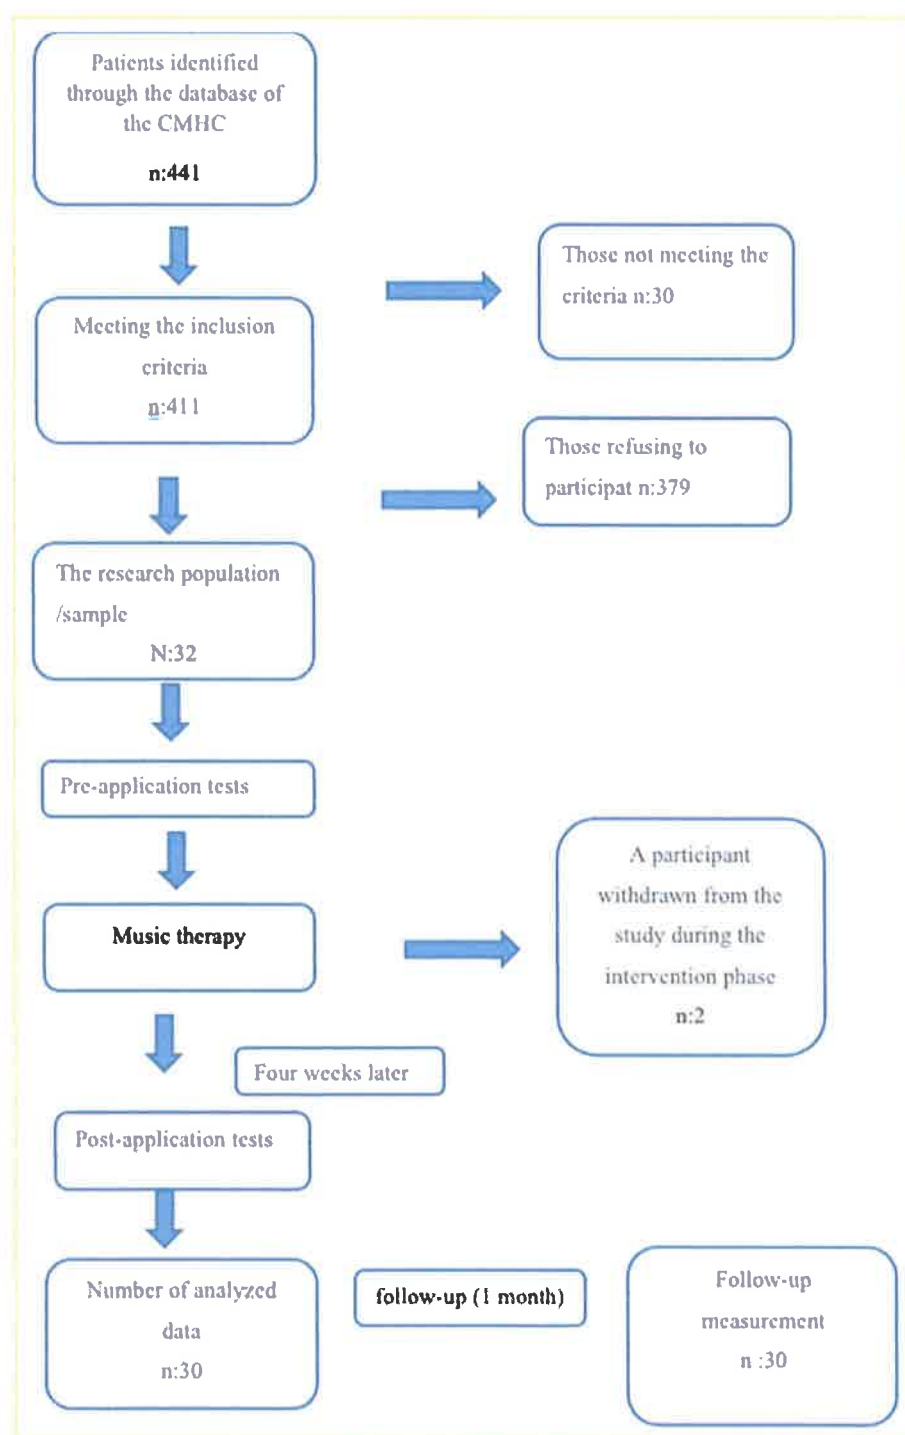 Patients identified
through the database of
the CMHC
n:441
Those not meeting the
criteria n:30
Meeting the inclusion
criteria
n:411
Those refusing to
participat n:379
The research population
/sample
N:32
Pre-application tests
A participant
withdrawn from the
study during the
intervention phase
n:2
Music therapy
Four weeks later
Post-application tests
Number of analyzed
data
n:30
follow-up (1 month)
Follow-up
measurement
n :30